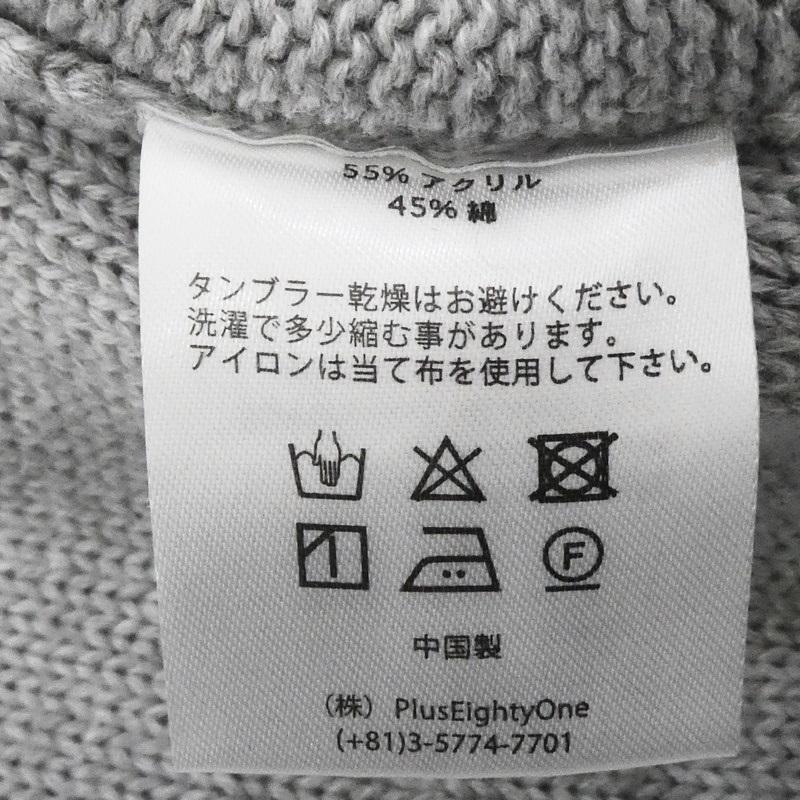 55% アクリル
45% 綿
タンブラー乾燥はお避けください。
洗濯で多少縮む事があります。
アイロンは当て布を使用して下さい。
F
中国製
（株） PlusEightyOne
(+81)3-5774-7701